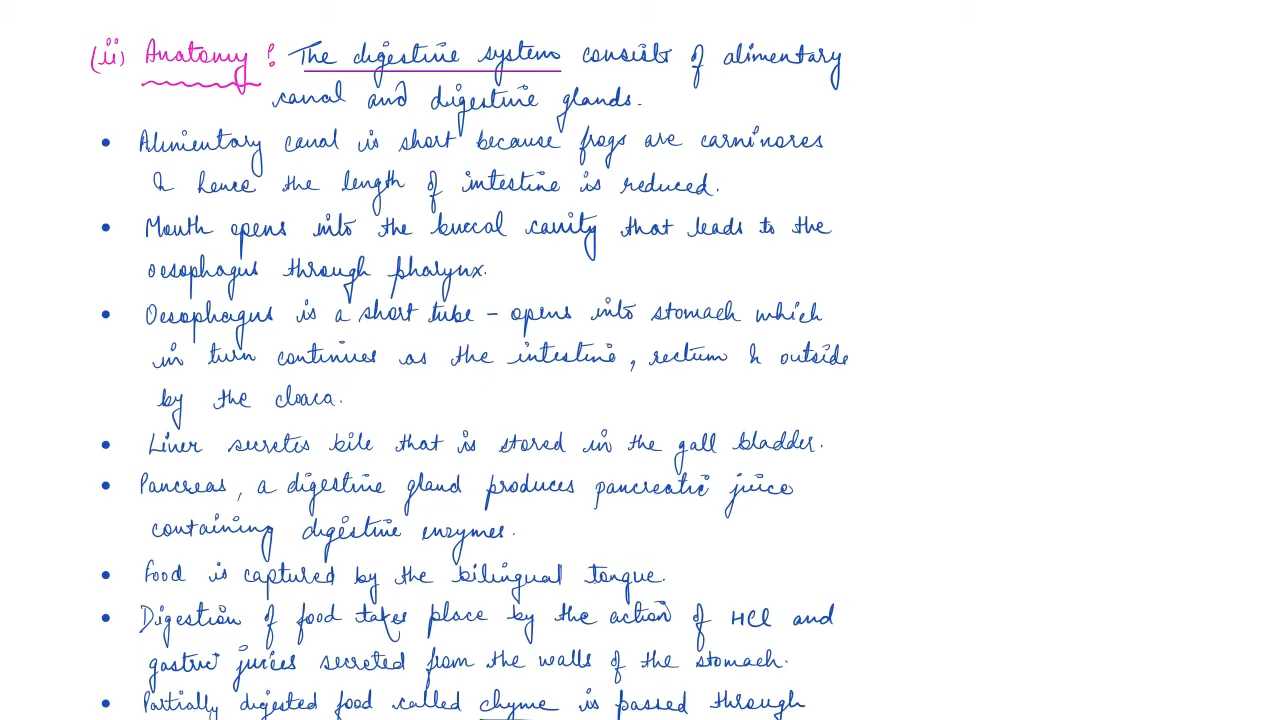 (ii) Anatomy : The digestive system consists of alimentary
canal and digestive glands.
• Alimentary canal is short because frogs are carnivores
& hence the length of intestine is reduced.
• Mouth opens into the buccal cavity that leads to the
oesophagus through pharynx.
• Oesophagus is a short tube - opens into stomach which
in turn continues as the intestine, rectum & outside
by the cloaca.
• Liver secretes bile that is stored in the gall bladder.
• Pancreas, a digestive gland produces pancreatic juice
containing digestive enzymes.
• Food is captured by the bilingual tongue.
• Digestion of food takes place by the action of HCl and
gastric juices secreted from the walls of the stomach.
• Partially digested food called chyme is passed through